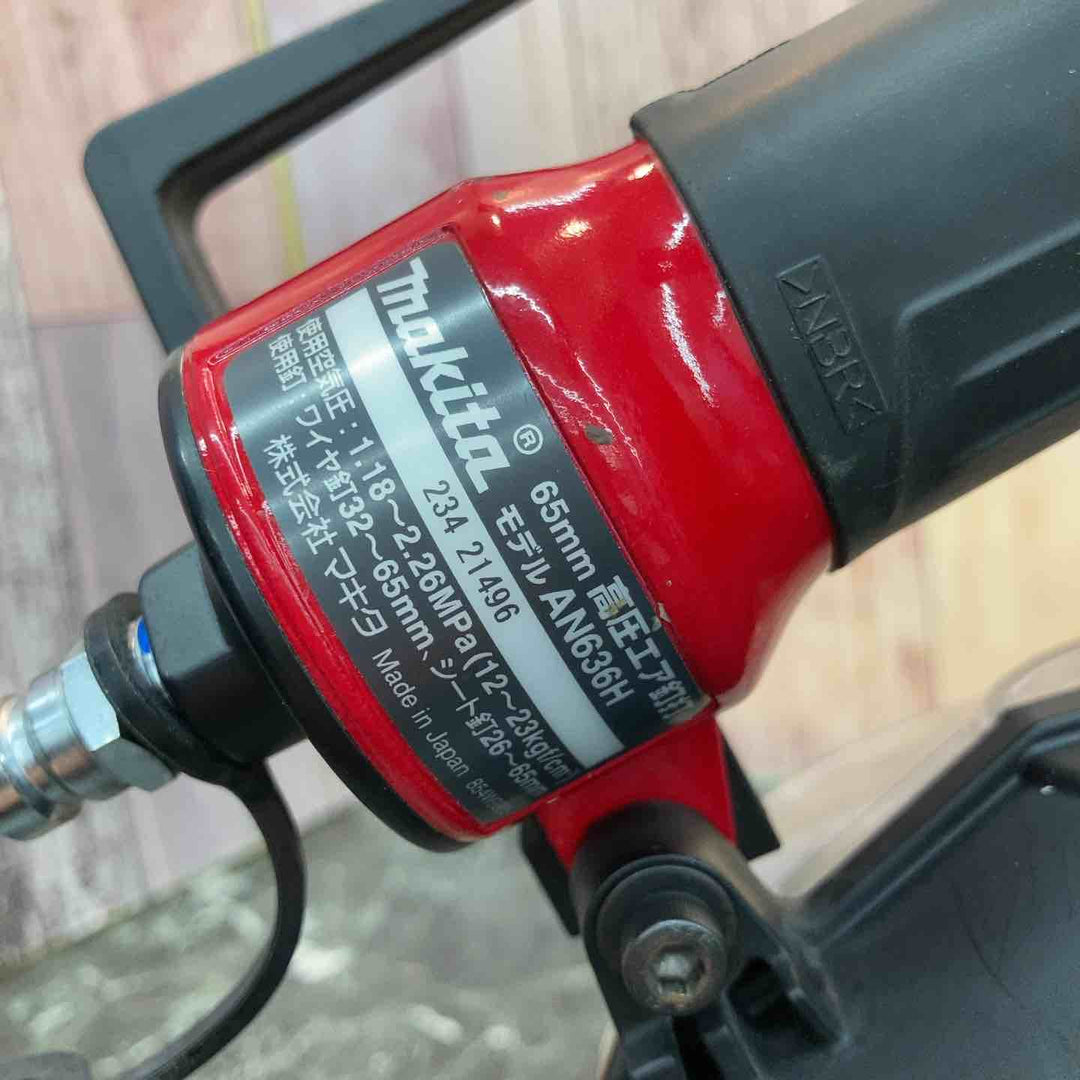 makita®
65mm 高圧エア釘打
モデル AN636H
234 21496
使用空気圧：1.18～2.26MPa(12～23kgf/cm²)
使用釘：ワイヤ釘32～65mm、シート釘26～65mm
株式会社 マキタ Made in Japan
>NBR<